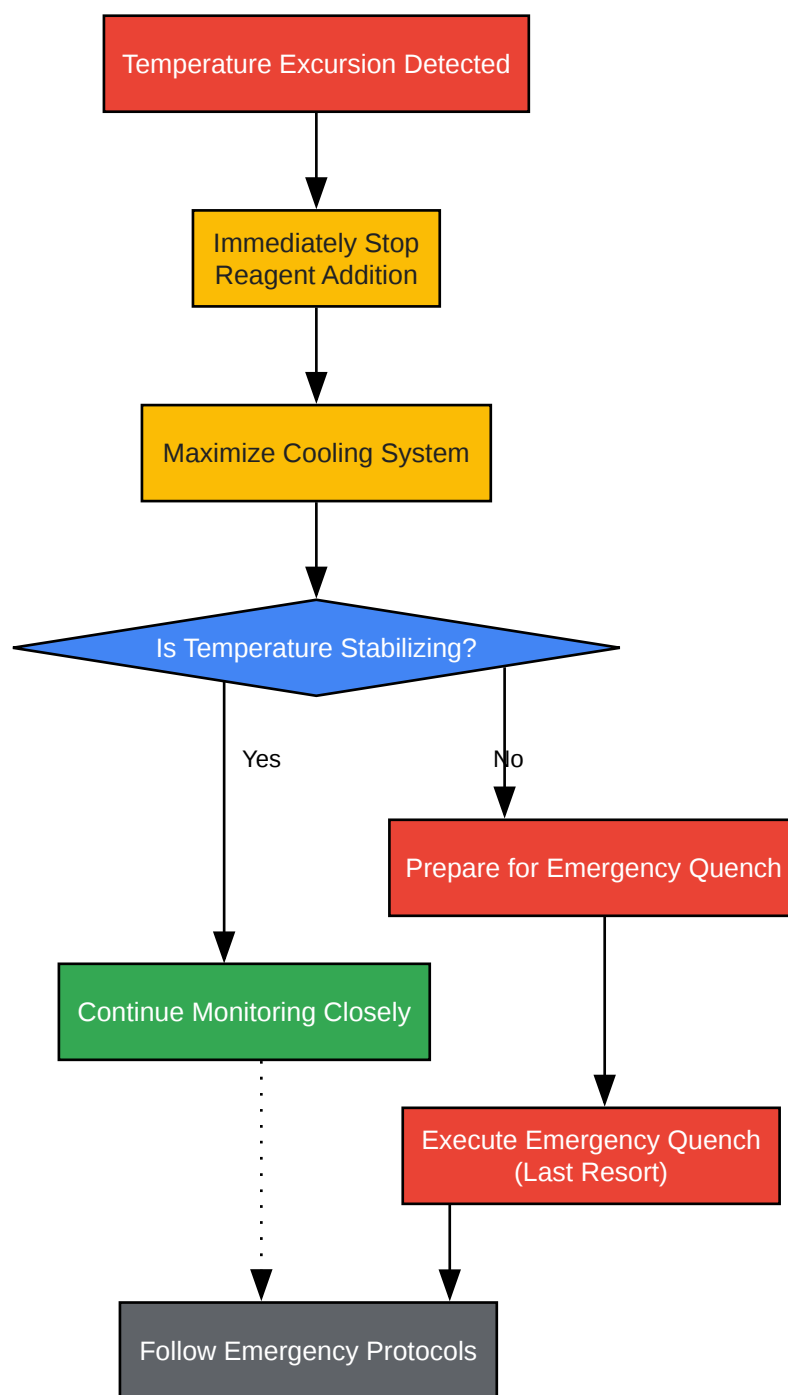 Temperature Excursion Detected
Immediately Stop
Reagent Addition
Maximize Cooling System
Is Temperature Stabilizing?
Yes
No
Prepare for Emergency Quench
Continue Monitoring Closely
Execute Emergency Quench
(Last Resort)
Follow Emergency Protocols